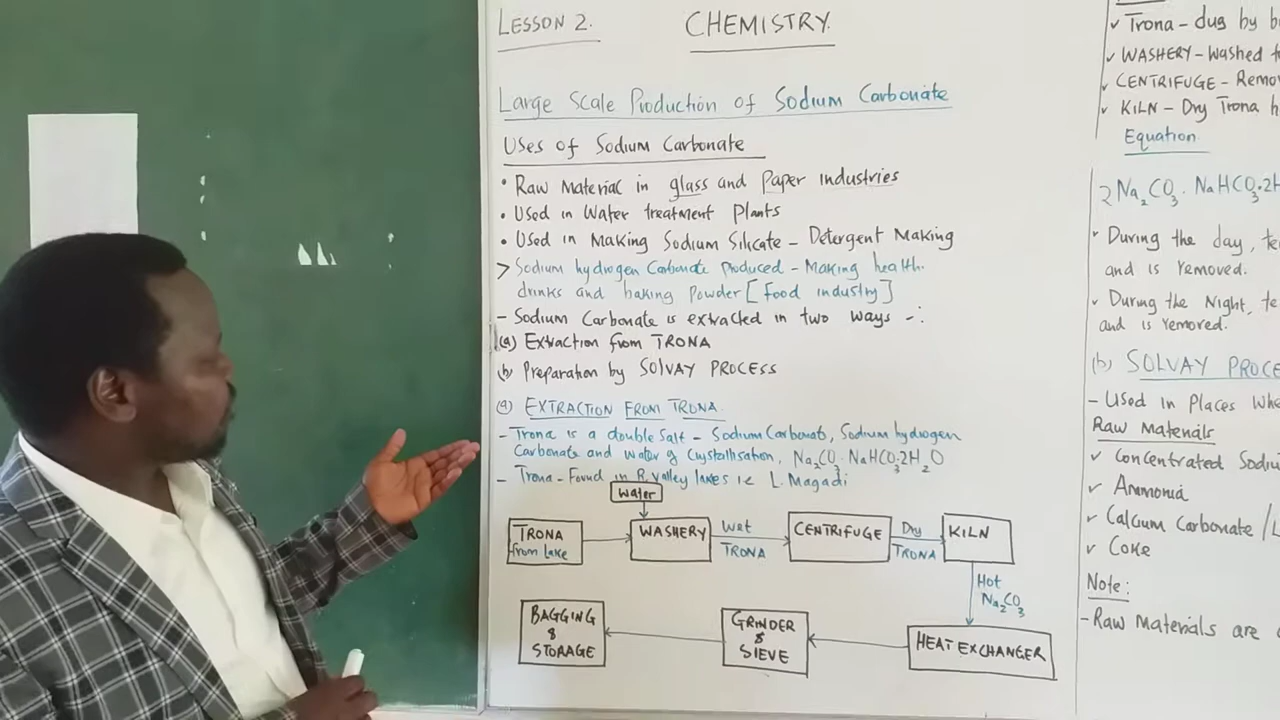 LESSON 2.
CHEMISTRY.
Large Scale Production of Sodium Carbonate
Uses of Sodium Carbonate
• Raw Material in glass and Paper Industries
• Used in Water treatment Plants
• Used in Making Sodium Silicate - Detergent Making
> Sodium hydrogen Carbonate produced - Making health
drinks and baking Powder [Food industry]
- Sodium Carbonate is extracted in two ways -:
(a) Extraction from TRONA
(b) Preparation by SOLVAY PROCESS
(a) EXTRACTION FROM TRONA.
- Trona is a double Salt - Sodium Carbonate, Sodium hydrogen
Carbonate and Water of Crystallisation, Na₂CO₃.NaHCO₃.2H₂O
- Trona - Found in R. Valley lakes i.e L. Magadi
Water
TRONA
from Lake
WASHERY
Wet
TRONA
CENTRIFUGE
Dry
TRONA
KILN
Hot
Na₂CO₃
HEAT EXCHANGER
GRINDER
&
SIEVE
BAGGING
&
STORAGE
✓ Trona - dug by
✓ WASHERY - Washed
✓ CENTRIFUGE - Remo
✓ KILN - Dry Trona h
Equation
2Na₂CO₃.NaHCO₃.2H
• During the day, te
and is removed.
✓ During the Night, te
and is removed.
(b) SOLVAY PROCE
- Used in Places Whe
Raw Materials
✓ Concentrated Sodiu
✓ Ammonia
✓ Calcium Carbonate /L
✓ Coke
Note:
- Raw Materials are